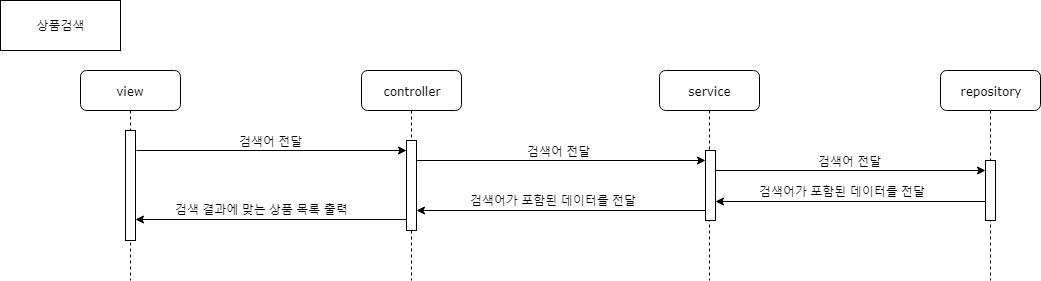 상품검색
view
controller
service
repository
검색어 전달
검색어 전달
검색어 전달
검색어가 포함된 데이터를 전달
검색어가 포함된 데이터를 전달
검색 결과에 맞는 상품 목록 출력